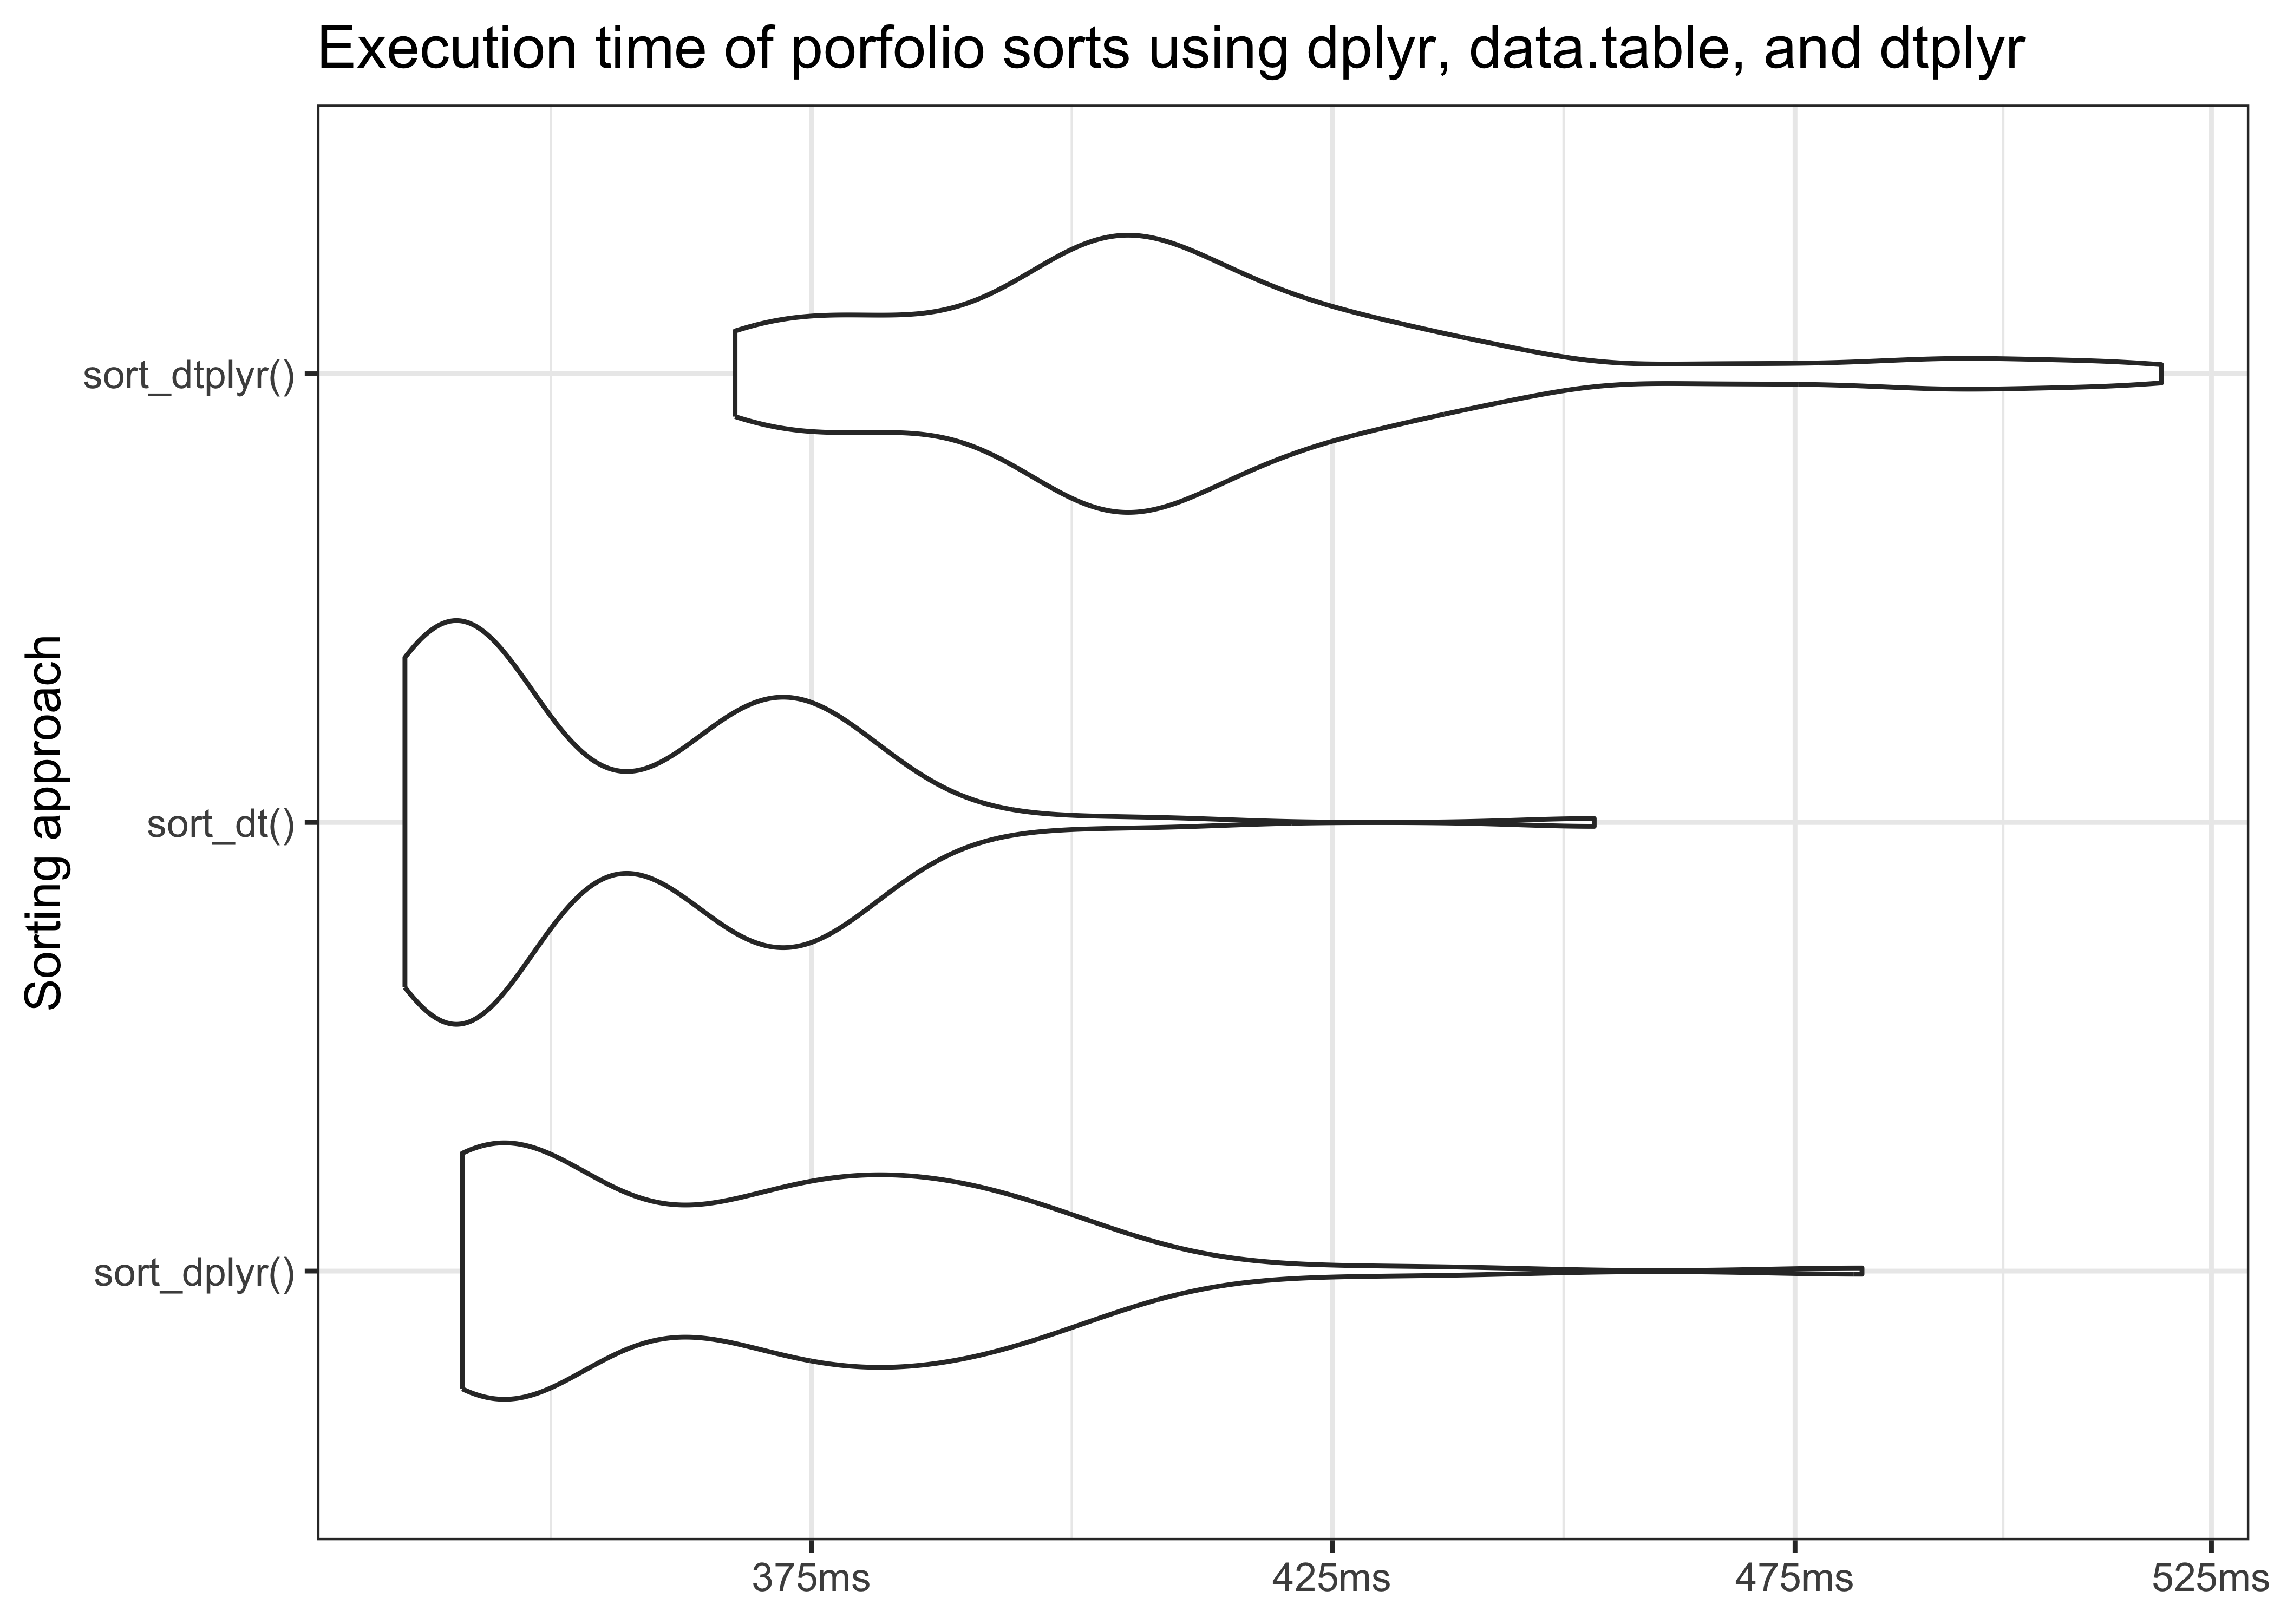 Execution time of porfolio sorts using dplyr, data.table, and dtplyr
Sorting approach
sort_dtplyr()
sort_dt()
sort_dplyr()
375ms
425ms
475ms
525ms